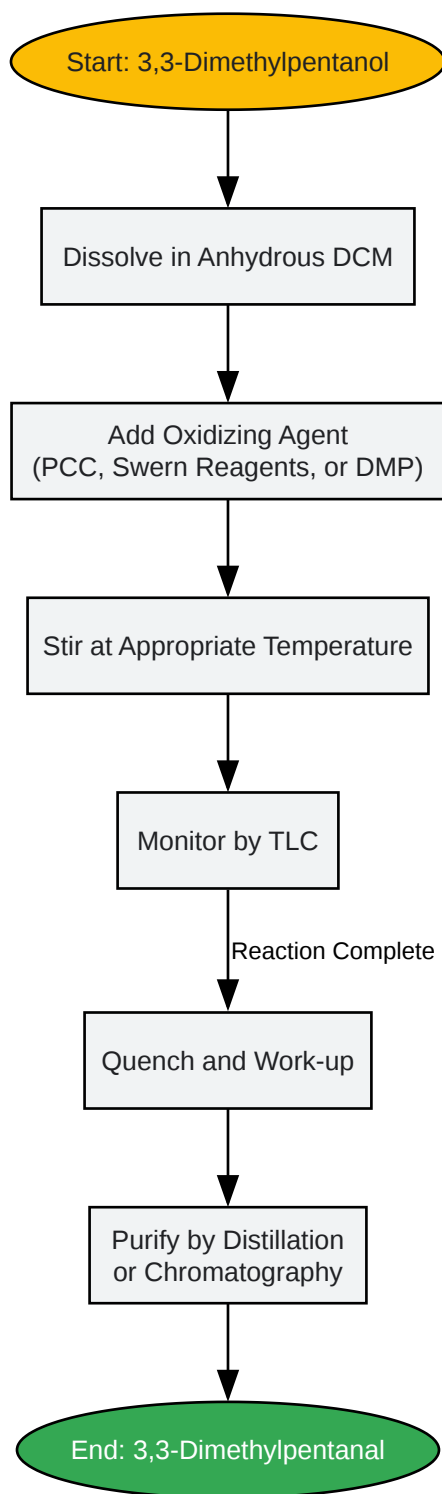 Start: 3,3-Dimethylpentanol
Dissolve in Anhydrous DCM
Add Oxidizing Agent
(PCC, Swern Reagents, or DMP)
Stir at Appropriate Temperature
Monitor by TLC
Reaction Complete
Quench and Work-up
Purify by Distillation
or Chromatography
End: 3,3-Dimethylpentanal